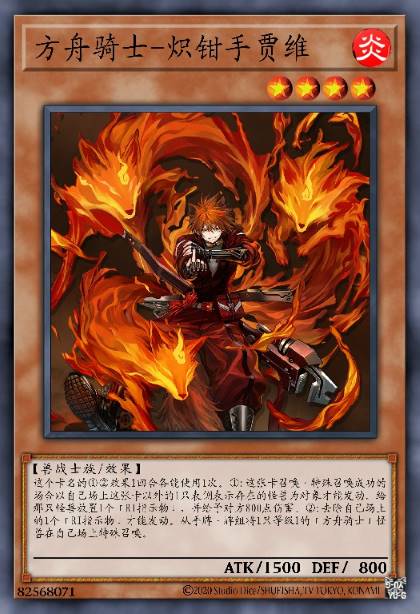 方舟骑士-炽钳手贾维
炎
【兽战士族/效果】
这个卡名的①②效果1回合各能使用1次。①:这张卡召唤·特殊召唤成功的
场合以自己场上这张卡以外的1只表侧表示存在的怪兽为对象才能发动。给
那只怪兽放置1个「RI指示物」,并给予对方800点伤害。②:去除自己场上
的1个「RI指示物」才能发动。从手牌·牌组将1只等级1的「方舟骑士」怪
兽在自己场上特殊召唤。
ATK/1500 DEF/ 800
82568071
©2020 Studio Dice/SHUEISHA, TV TOKYO, KONAMI